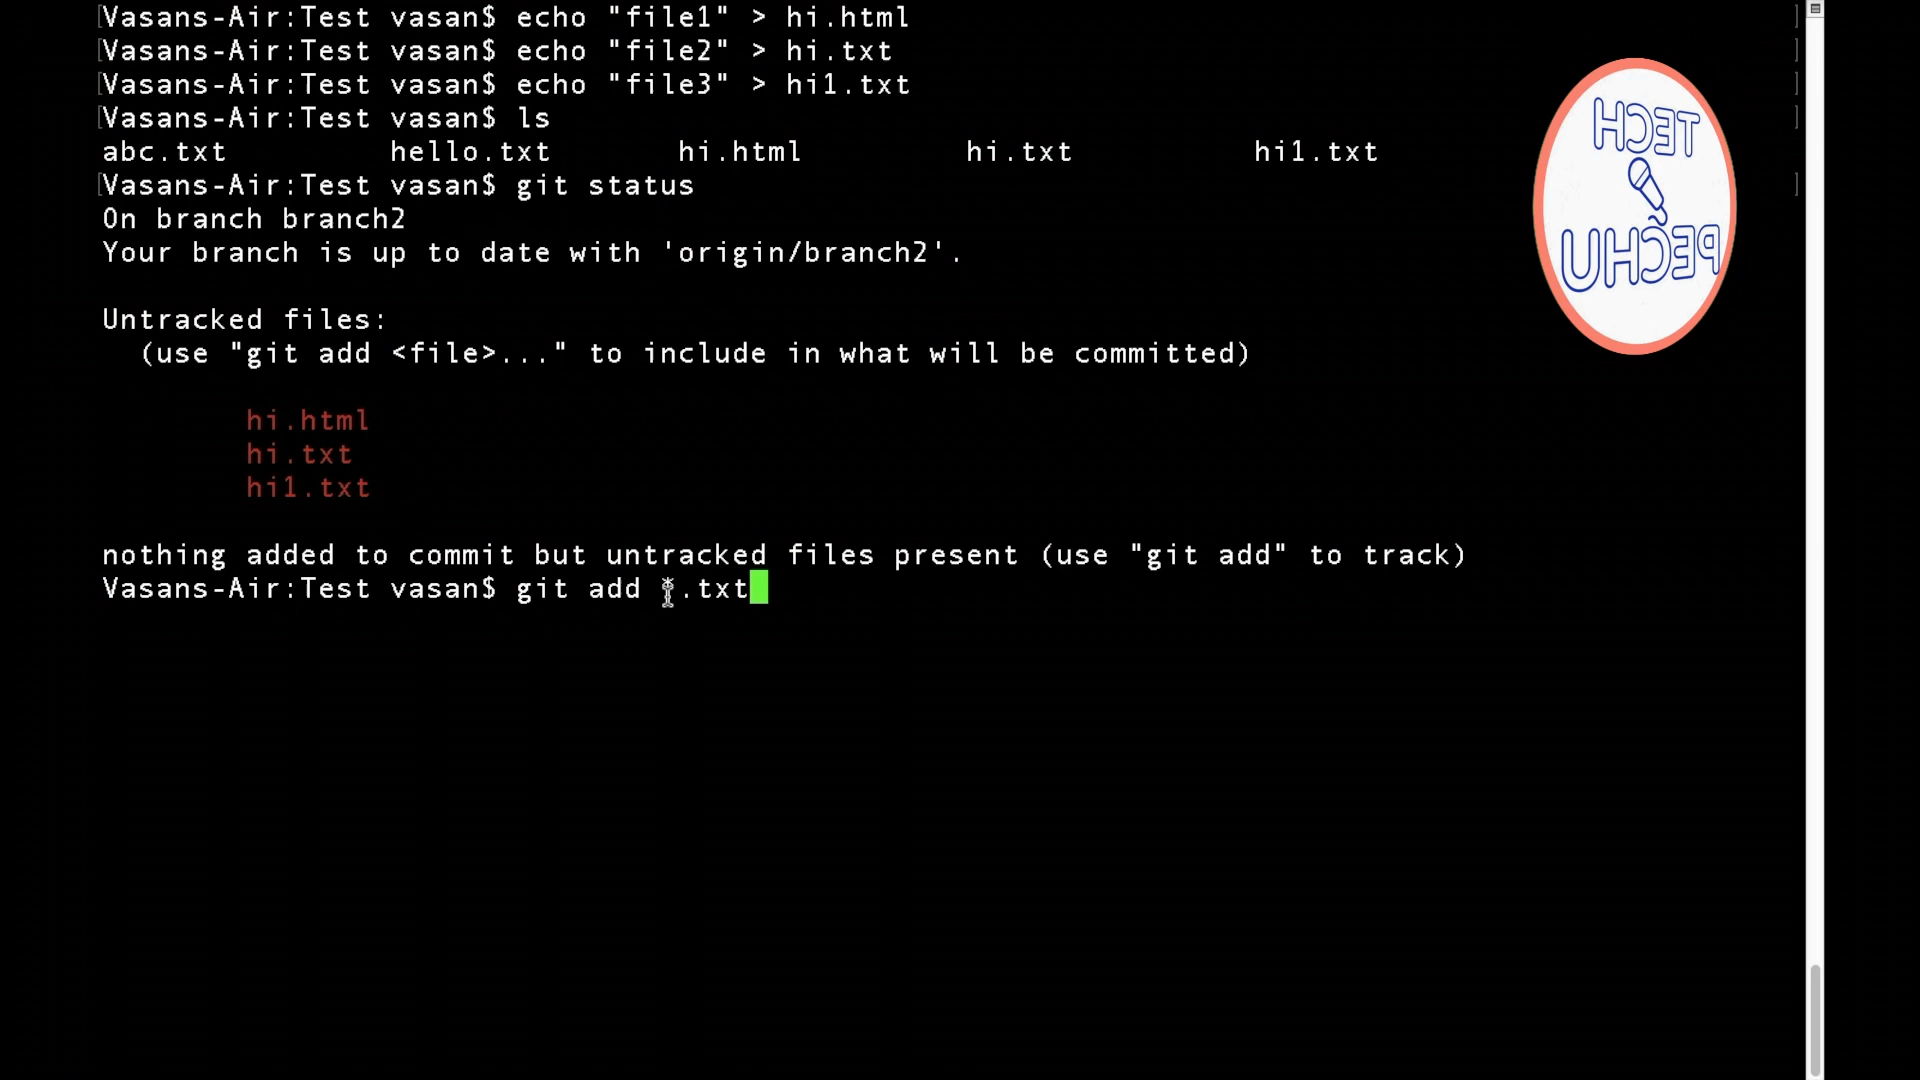 Vasans-Air:Test vasan$ echo "file1" > hi.html
Vasans-Air:Test vasan$ echo "file2" > hi.txt
Vasans-Air:Test vasan$ echo "file3" > hi1.txt
Vasans-Air:Test vasan$ ls
abc.txt hello.txt hi.html hi.txt hi1.txt
Vasans-Air:Test vasan$ git status
On branch branch2
Your branch is up to date with 'origin/branch2'.
Untracked files:
(use "git add <file>..." to include in what will be committed)
hi.html
hi.txt
hi1.txt
nothing added to commit but untracked files present (use "git add" to track)
Vasans-Air:Test vasan$ git add *.txt
TECH
PECHU